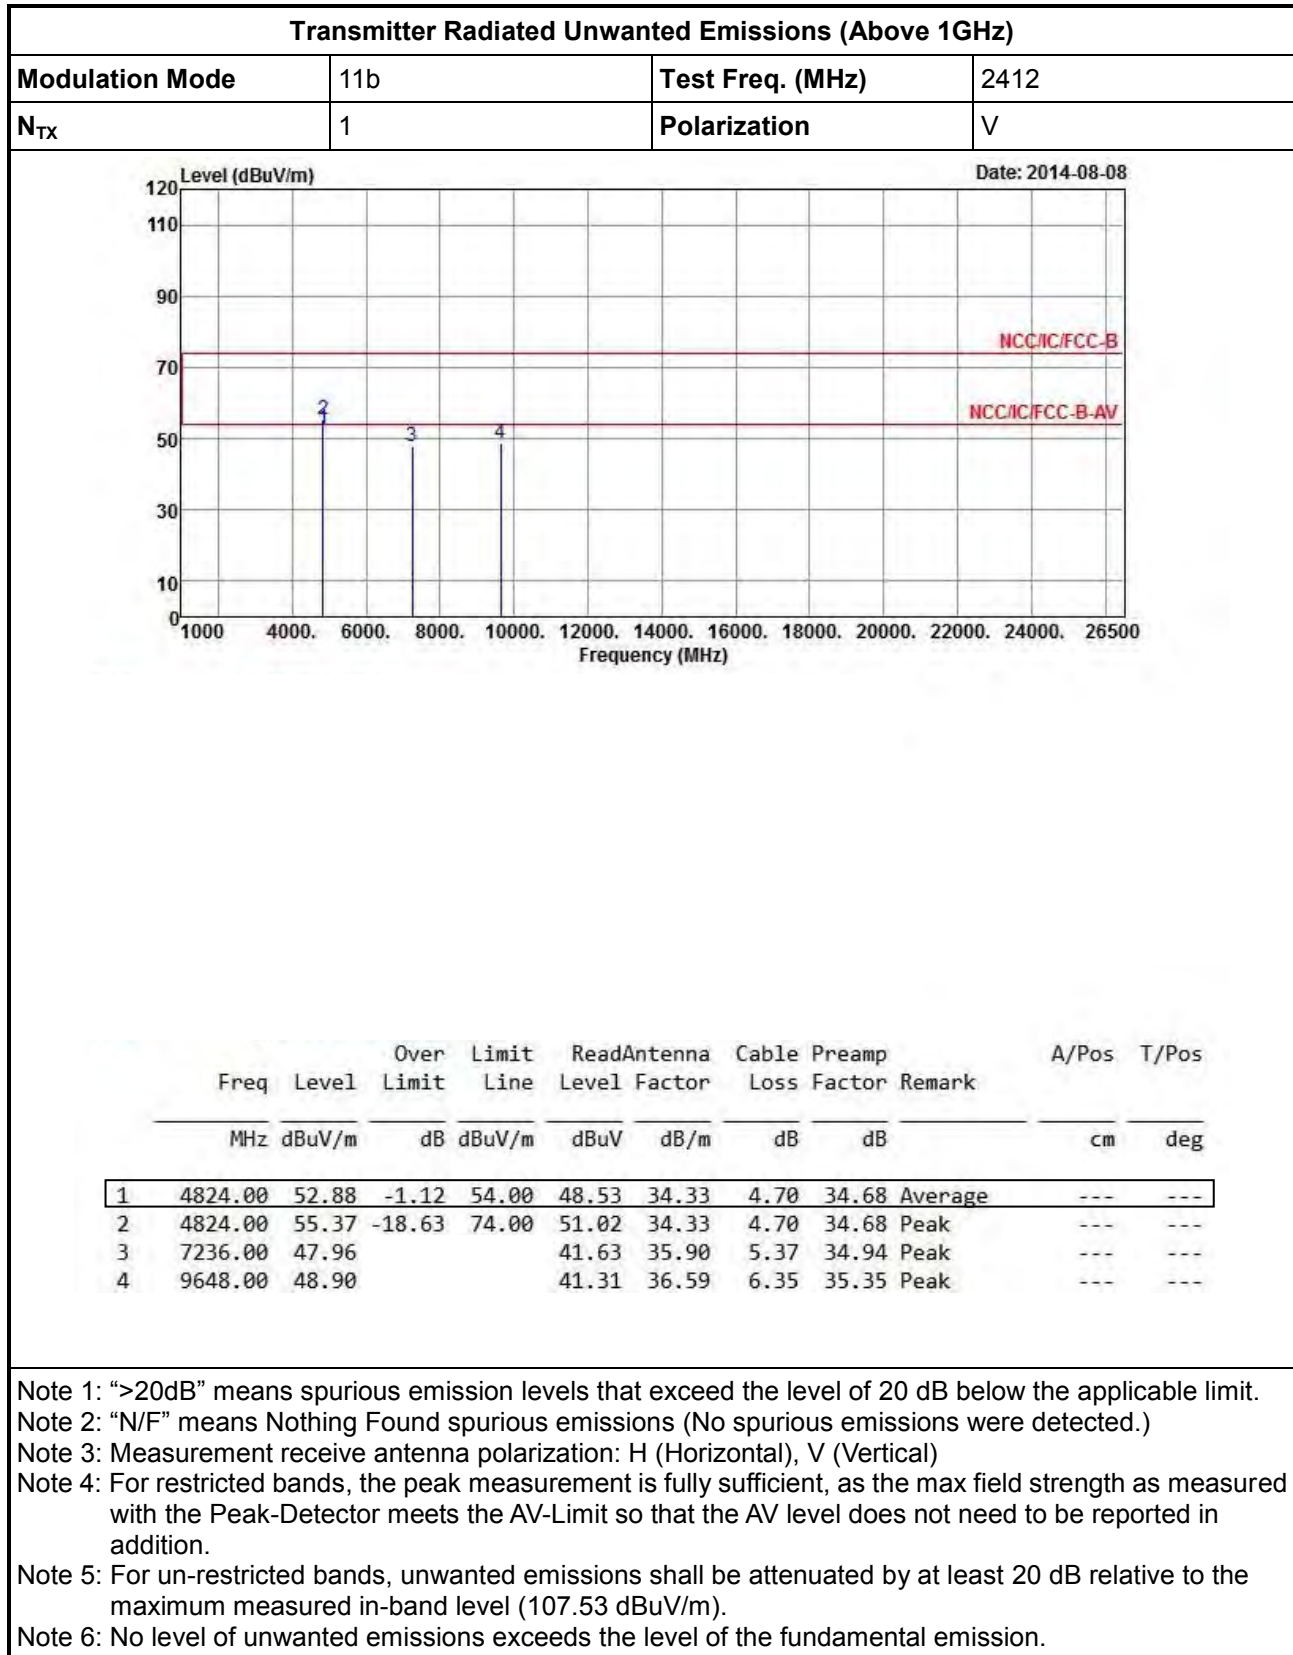 Transmitter Radiated Unwanted Emissions (Above 1GHz)
Modulation Mode 11b Test Freq. (MHz) 2412
NTX 1 Polarization V
Level (dBuV/m) Date: 2014-08-08
120
110
90
NCC/IC/FCC-B
70
2
1
NCC/IC/FCC-B-AV
3 4
50
30
10
0
1000 4000. 6000. 8000. 10000. 12000. 14000. 16000. 18000. 20000. 22000. 24000. 26500
Frequency (MHz)
Over Limit ReadAntenna Cable Preamp A/Pos T/Pos
Freq Level Limit Line Level Factor Loss Factor Remark
MHz dBuV/m dB dBuV/m dBuV dB/m dB dB cm deg
1 4824.00 52.88 -1.12 54.00 48.53 34.33 4.70 34.68 Average --- ---
2 4824.00 55.37 -18.63 74.00 51.02 34.33 4.70 34.68 Peak --- ---
3 7236.00 47.96 41.63 35.90 5.37 34.94 Peak --- ---
4 9648.00 48.90 41.31 36.59 6.35 35.35 Peak --- ---
Note 1: “>20dB” means spurious emission levels that exceed the level of 20 dB below the applicable limit.
Note 2: “N/F” means Nothing Found spurious emissions (No spurious emissions were detected.)
Note 3: Measurement receive antenna polarization: H (Horizontal), V (Vertical)
Note 4: For restricted bands, the peak measurement is fully sufficient, as the max field strength as measured
with the Peak-Detector meets the AV-Limit so that the AV level does not need to be reported in
addition.
Note 5: For un-restricted bands, unwanted emissions shall be attenuated by at least 20 dB relative to the
maximum measured in-band level (107.53 dBuV/m).
Note 6: No level of unwanted emissions exceeds the level of the fundamental emission.